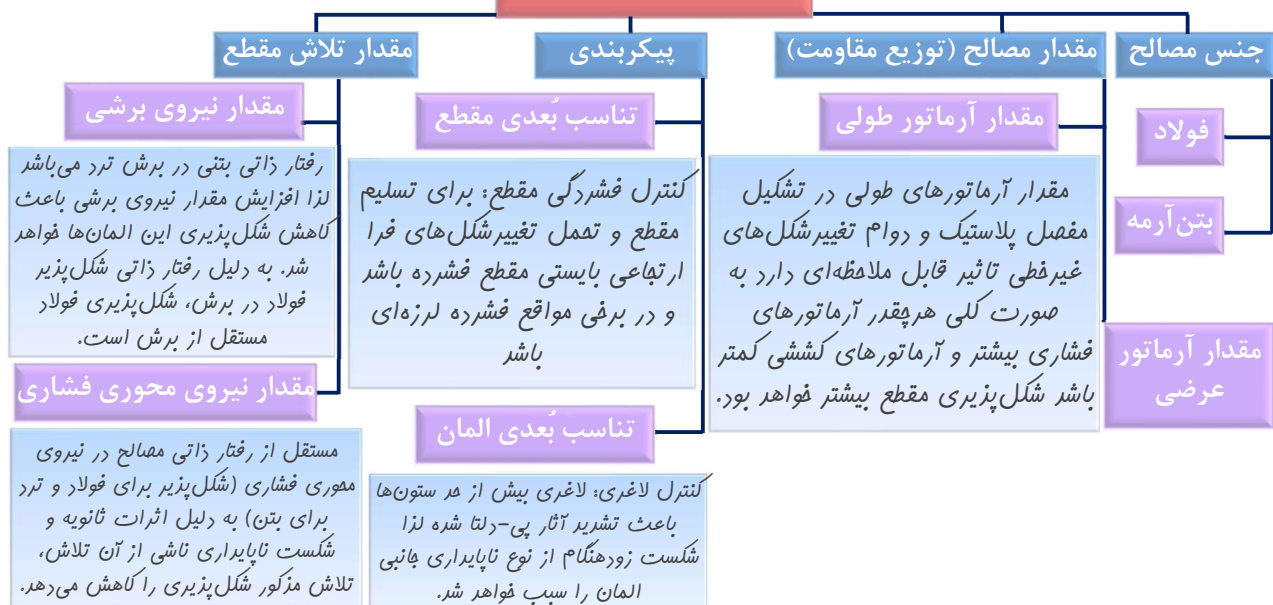 جنس مصالح
فولاد
بتن‌آرمه
مقدار مصالح (توزیع مقاومت)
مقدار آرماتور طولی
مقدار آرماتورهای طولی در تشکیل
مفصل پلاستیک و دوام تغییرشکل‌های
غیرخطی تاثیر قابل ملاحظه‌ای دارد به
صورت کلی هرچقدر آرماتورهای
فشاری بیشتر و آرماتورهای کششی کمتر
باشد شکل‌پذیری مقطع بیشتر خواهد بود.
مقدار آرماتور
عرضی
پیکربندی
تناسب بُعدی مقطع
کنترل فشردگی مقطع: برای تسلیم
مقطع و تحمل تغییرشکل‌های فرا
ارتجاعی بایستی مقطع فشرده باشد
و در برخی مواقع فشرده لرزه‌ای
باشد
تناسب بُعدی المان
کنترل لاغری: لاغری بیش از حد ستون‌ها
باعث تشدید آثار پی-دلتا شده لذا
شکست زودهنگام از نوع ناپایداری جانبی
المان را سبب خواهد شد.
مقدار تلاش مقطع
مقدار نیروی برشی
رفتار ذاتی بتنی در برش ترد می‌باشد
لذا افزایش مقدار نیروی برشی باعث
کاهش شکل‌پذیری این المان‌ها خواهد
شد. به دلیل رفتار ذاتی شکل‌پذیر
فولاد در برش، شکل‌پذیری فولاد
مستقل از برش است.
مقدار نیروی محوری فشاری
مستقل از رفتار ذاتی مصالح در نیروی
محوری فشاری (شکل‌پذیر برای فولاد و ترد
برای بتن) به دلیل اثرات ثانویه و
شکست ناپایداری ناشی از آن تلاش،
تلاش مذکور شکل‌پذیری را کاهش می‌دهد.